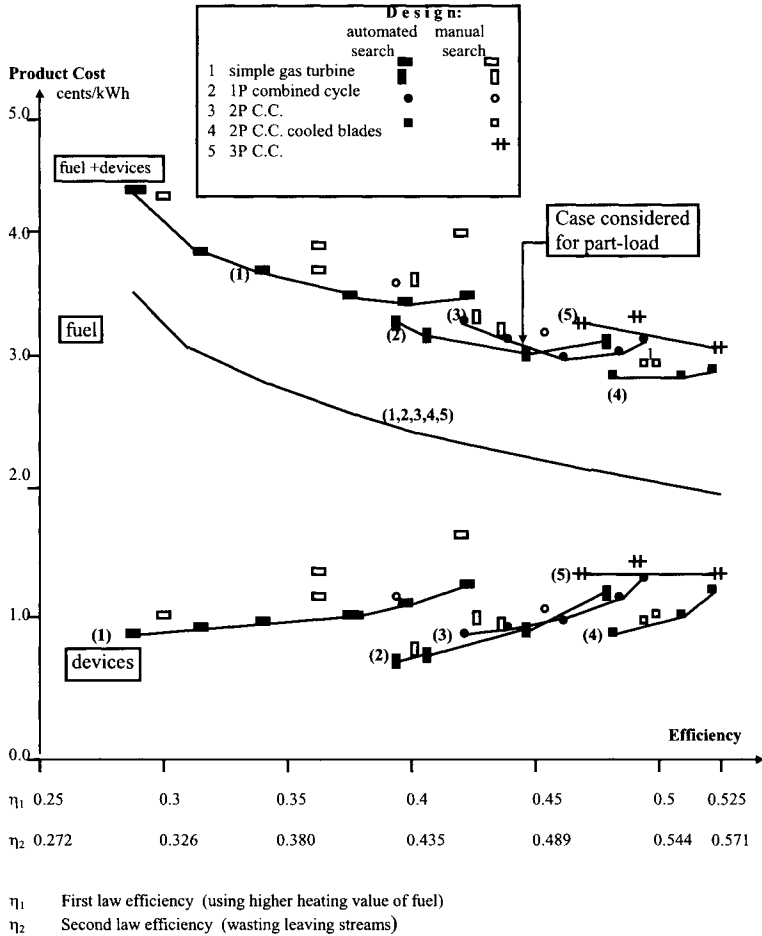 Design:
automated manual
search search
1 simple gas turbine
2 1P combined cycle
3 2P C.C.
4 2P C.C. cooled blades
5 3P C.C.
Product Cost
cents/kWh
5.0
fuel +devices
4.0
Case considered
for part-load
(1)
(3)
(5)
(2)
fuel
3.0
(4)
(1,2,3,4,5)
2.0
(5)
1.0
(1)
(3)
(4)
(2)
devices
Efficiency
0.0
η1 0.25 0.3 0.35 0.4 0.45 0.5 0.525
η2 0.272 0.326 0.380 0.435 0.489 0.544 0.571
η1 First law efficiency (using higher heating value of fuel)
η2 Second law efficiency (wasting leaving streams)